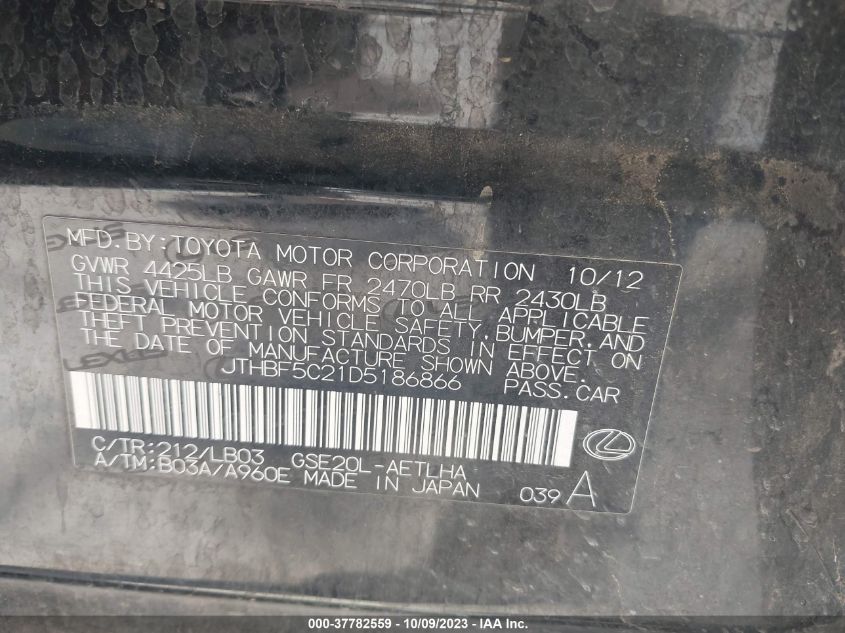 MFD.BY:TOYOTA MOTOR CORPORATION 10/12
GVWR 4425LB GAWR FR 2470LB RR 2430LB
THIS VEHICLE CONFORMS TO ALL APPLICABLE
FEDERAL MOTOR VEHICLE SAFETY, BUMPER, AND
THEFT PREVENTION STANDARDS IN EFFECT ON
THE DATE OF MANUFACTURE SHOWN ABOVE.
JTHBF5C21D5186866 PASS.CAR
C/TR:212/LB03 GSE20L-AETLHA
A/TM:B03A/A960E MADE IN JAPAN 039 A
LEXUS
000-37782559 - 10/09/2023 - IAA Inc.